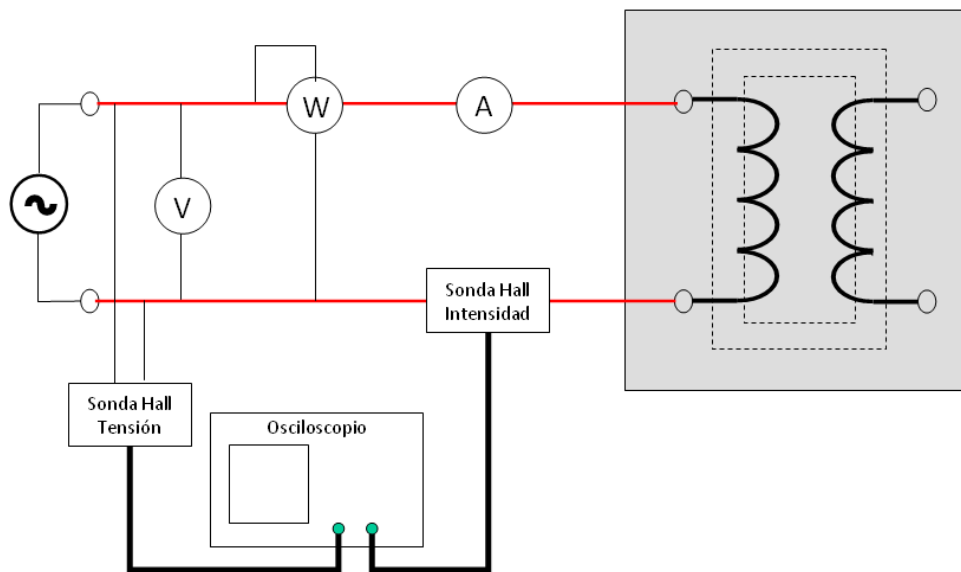 W
A
V
Sonda Hall
Intensidad
Sonda Hall
Tensión
Osciloscopio